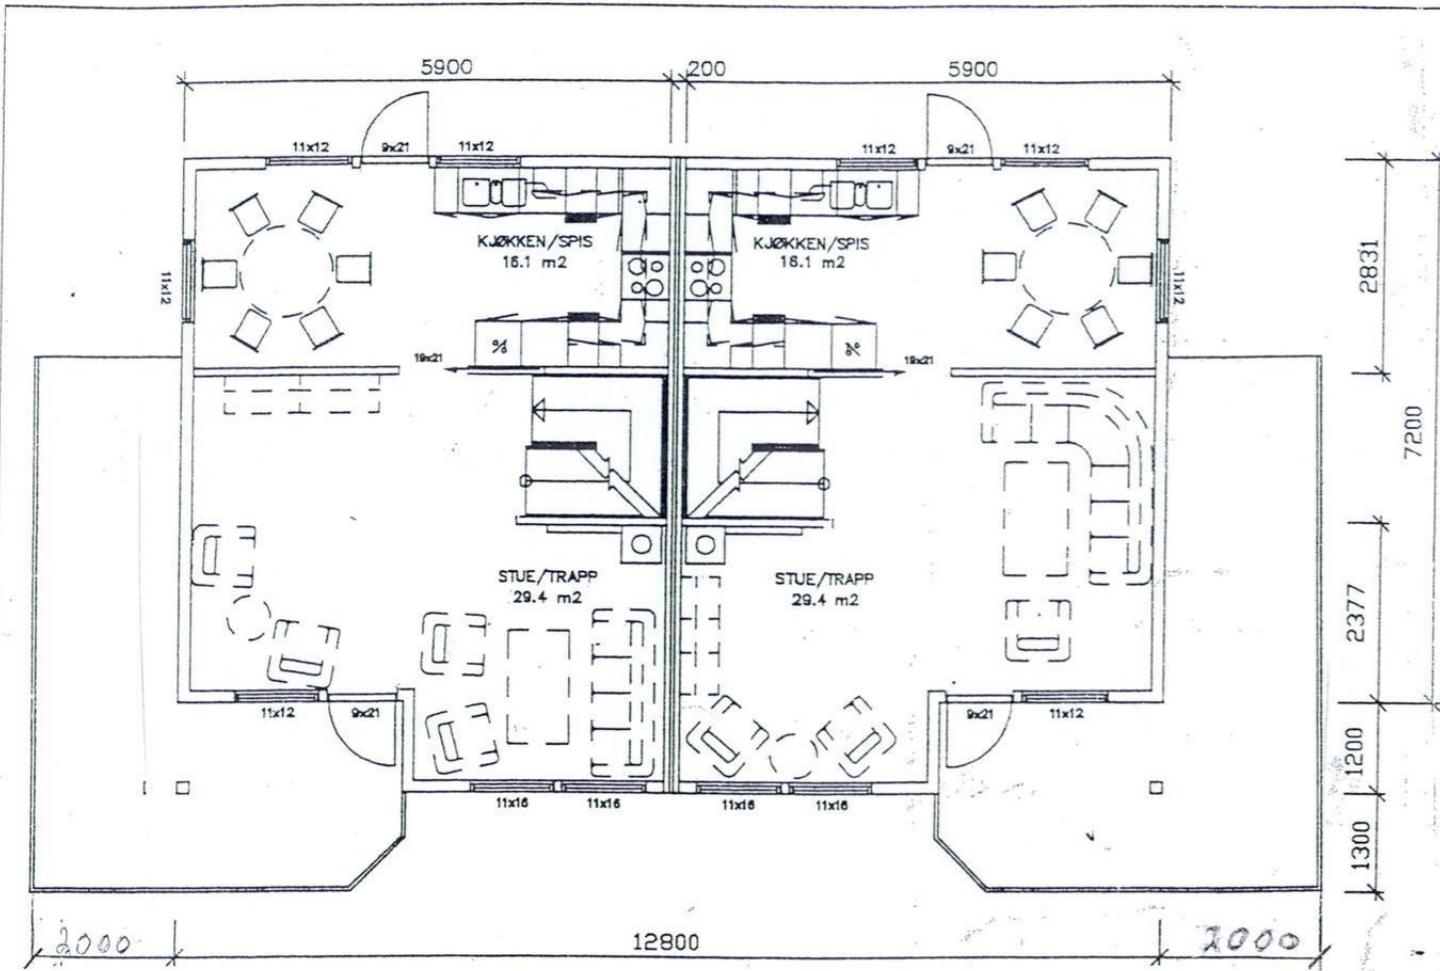 5900 200 5900
11x12 9x21 11x12 11x12 9x21 11x12
KJØKKEN/SPIS KJØKKEN/SPIS
16.1 m2 16.1 m2
11x12 11x12
2831
19x21 19x21
7200
STUE/TRAPP STUE/TRAPP
29.4 m2 29.4 m2
2377
11x12 9x21 9x21 11x12
1200
11x16 11x16 11x16 11x16
1300
2000 12800 2000